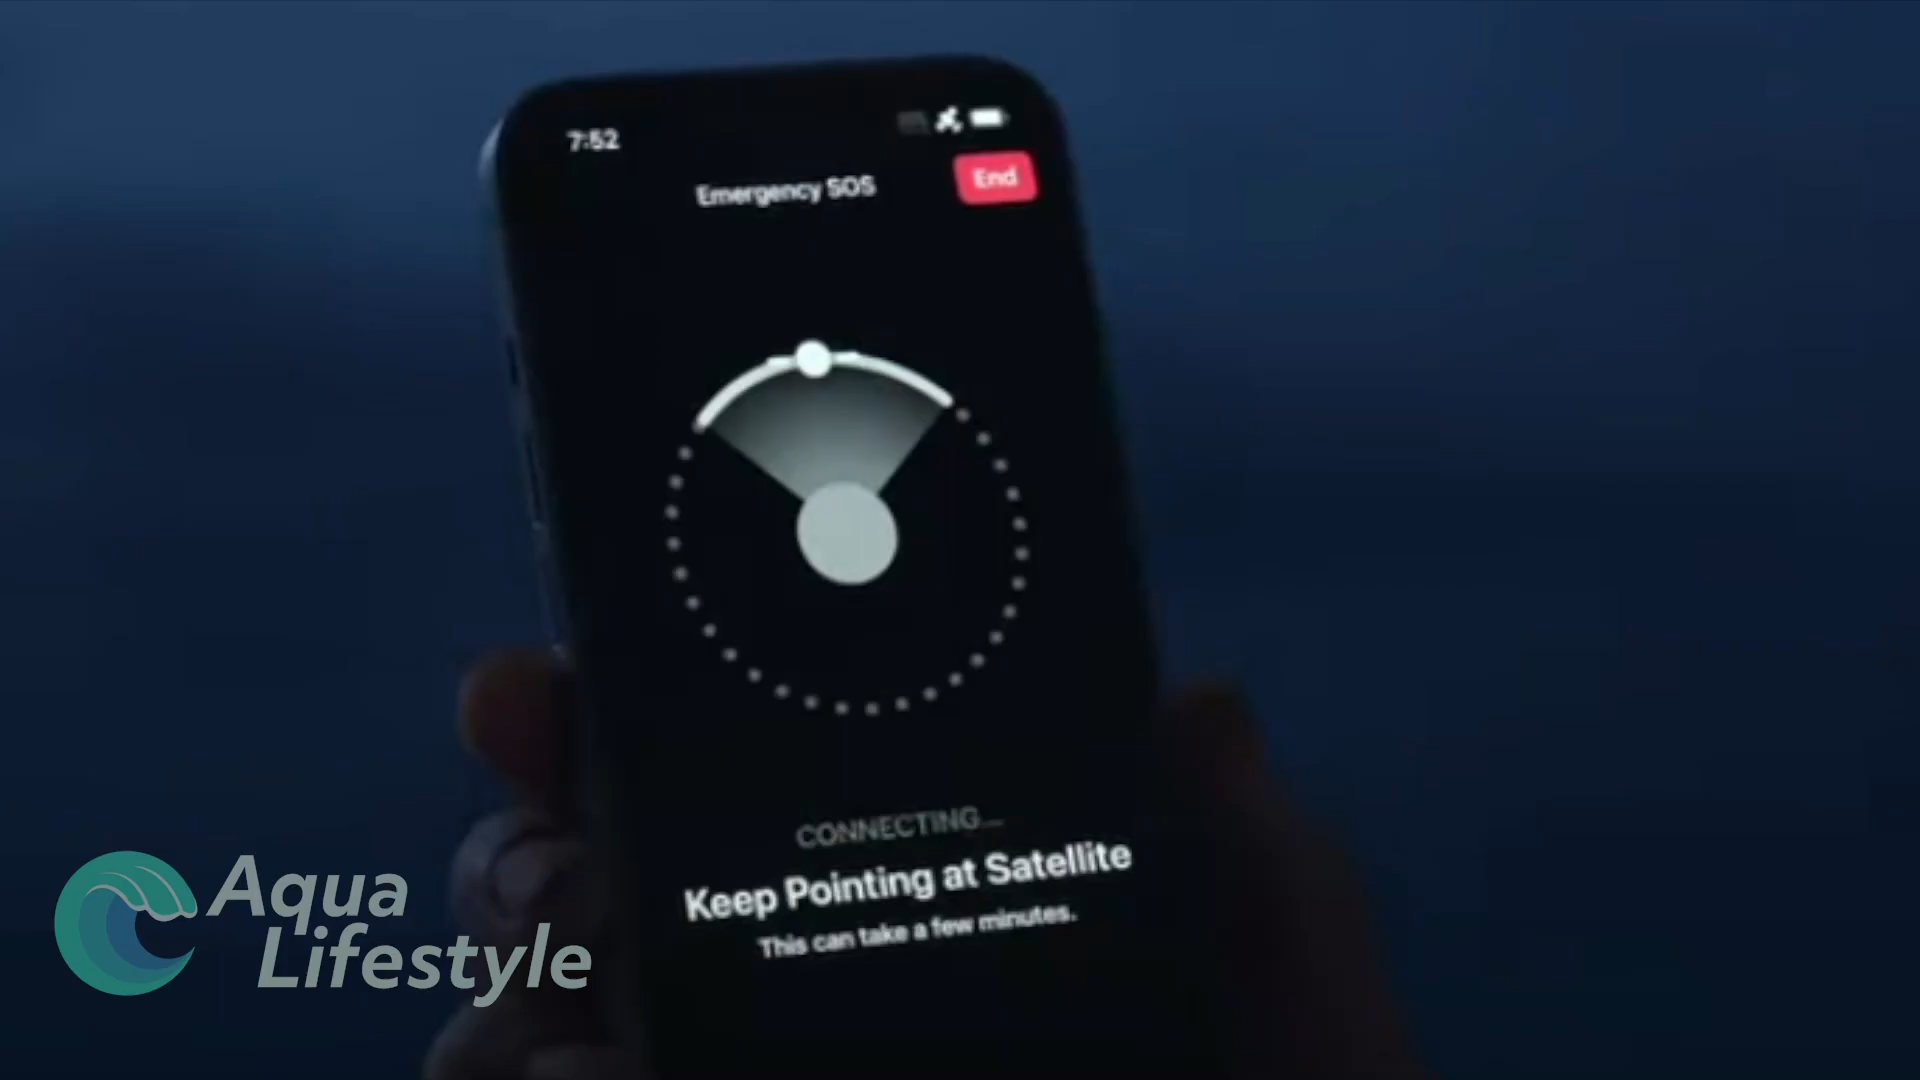 7:52
Emergency SOS
End
CONNECTING...
Keep Pointing at Satellite
This can take a few minutes.
Aqua
Lifestyle